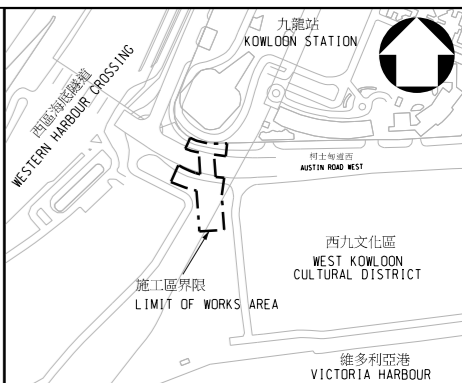 九龍站
KOWLOON STATION
西區海底隧道
WESTERN HARBOUR CROSSING
柯士甸道西
AUSTIN ROAD WEST
西九文化區
WEST KOWLOON
CULTURAL DISTRICT
施工區界限
LIMIT OF WORKS AREA
維多利亞港
VICTORIA HARBOUR